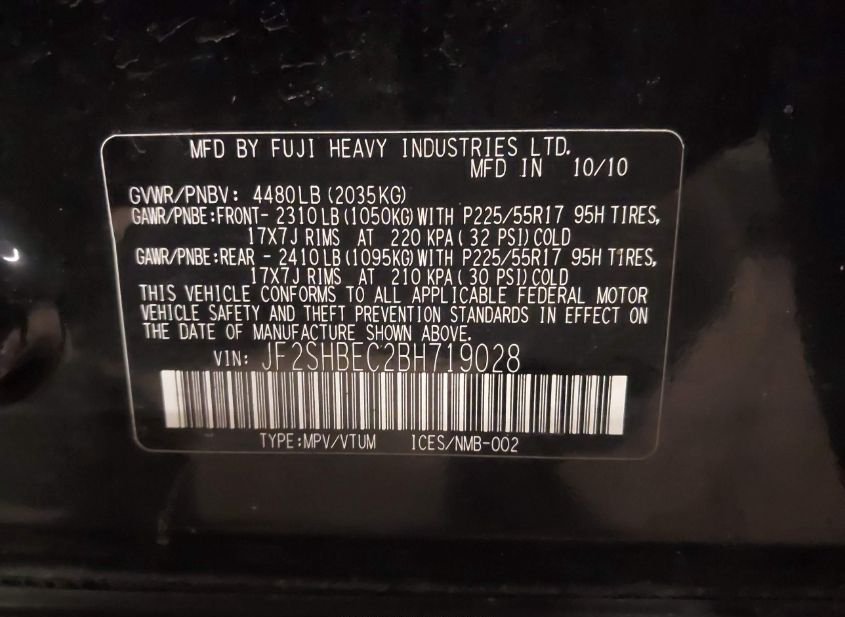 MFD BY FUJI HEAVY INDUSTRIES LTD.
MFD IN 10/10
GVWR/PNBV: 4480LB (2035KG)
GAWR/PNBE:FRONT- 2310 LB (1050KG) WITH P225/55R17 95H TIRES,
17X7J RIMS AT 220 KPA ( 32 PSI) COLD
GAWR/PNBE:REAR - 2410 LB (1095KG) WITH P225/55R17 95H TIRES,
17X7J RIMS AT 210 KPA ( 30 PSI) COLD
THIS VEHICLE CONFORMS TO ALL APPLICABLE FEDERAL MOTOR
VEHICLE SAFETY AND THEFT PREVENTION STANDARDS IN EFFECT ON
THE DATE OF MANUFACTURE SHOWN ABOVE.
VIN: JF2SHBEC2BH719028
TYPE:MPV/VTUM ICES/NMB-002